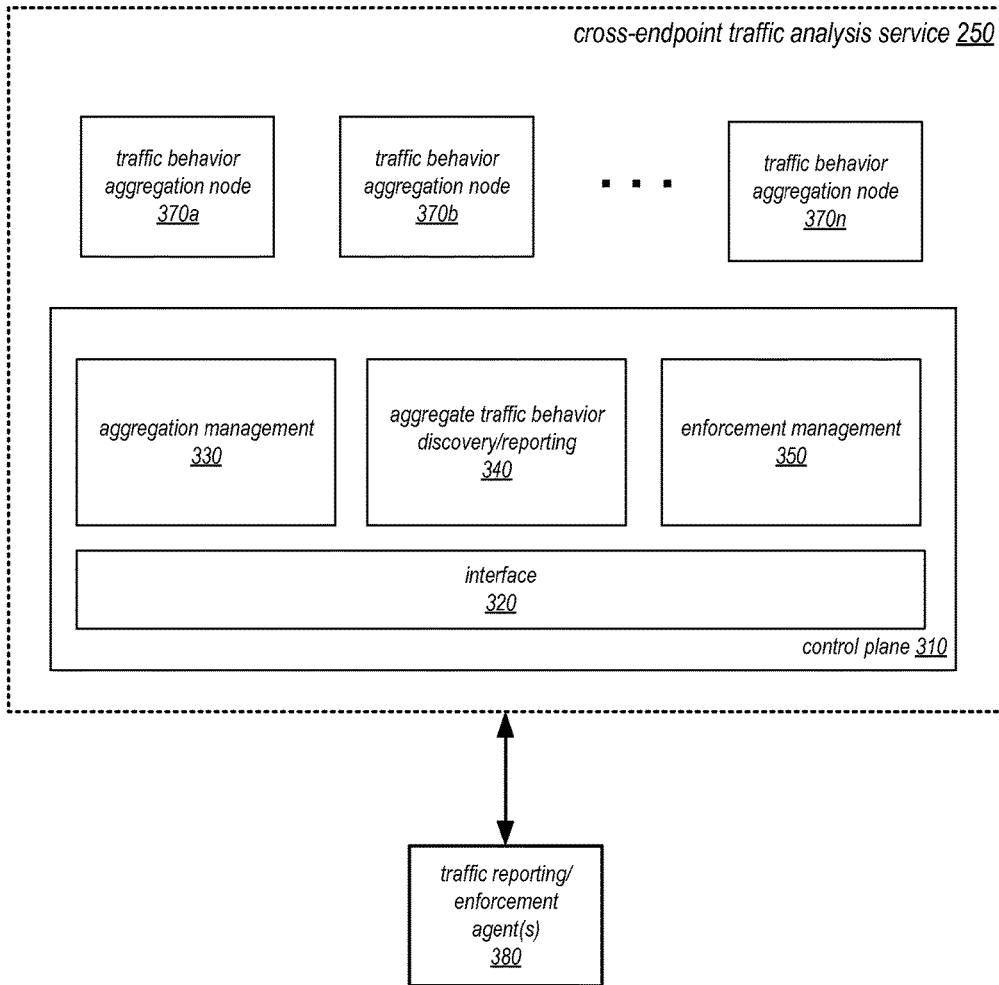 cross-endpoint traffic analysis service 250
traffic behavior
aggregation node
370a
traffic behavior
aggregation node
370b
. . .
traffic behavior
aggregation node
370n
aggregation management
330
aggregate traffic behavior
discovery/reporting
340
enforcement management
350
interface
320
control plane 310
traffic reporting/
enforcement
agent(s)
380